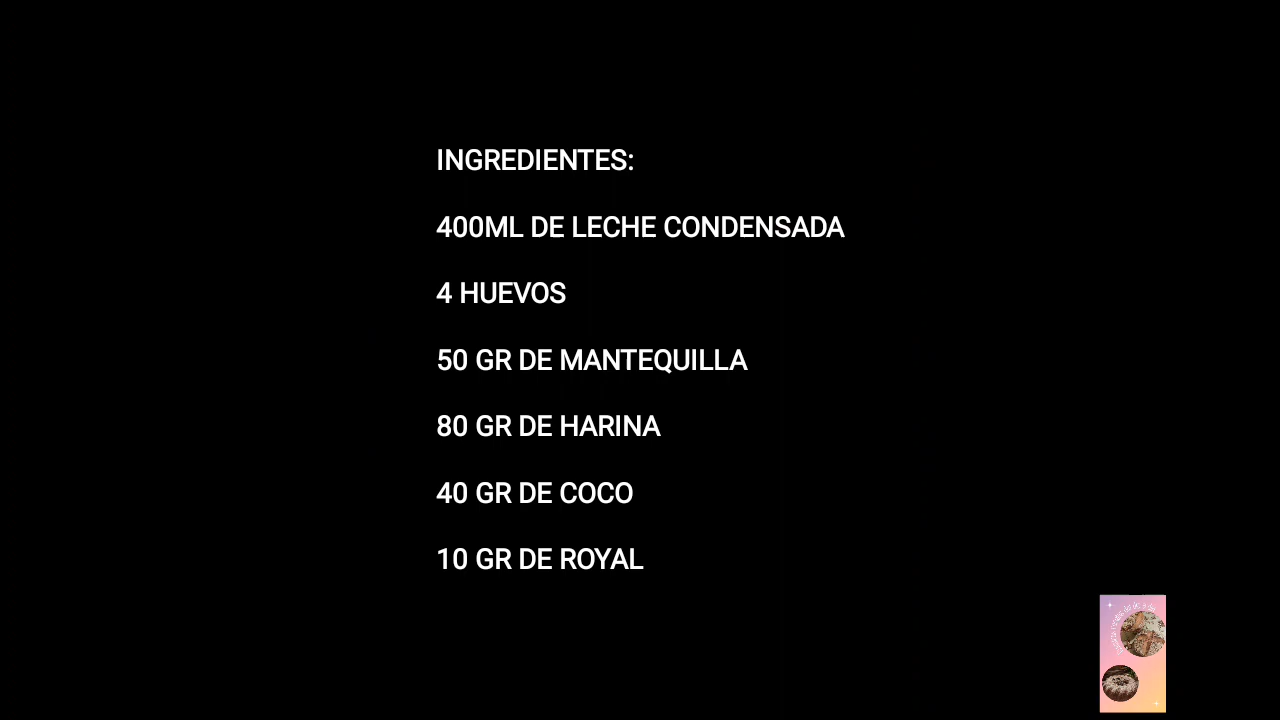 INGREDIENTES:
400ML DE LECHE CONDENSADA
4 HUEVOS
50 GR DE MANTEQUILLA
80 GR DE HARINA
40 GR DE COCO
10 GR DE ROYAL